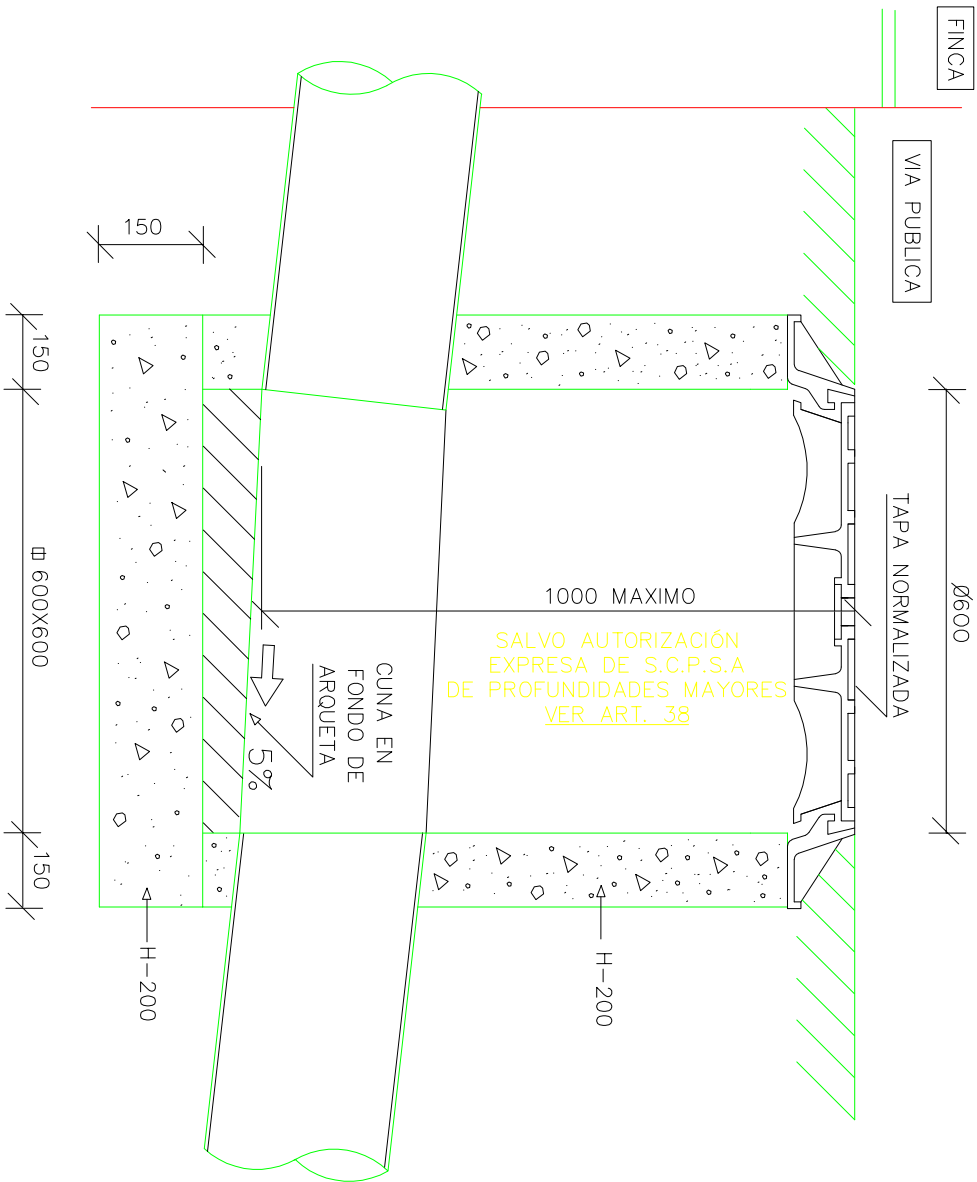 FINCA
VIA PUBLICA
Ø600
TAPA NORMALIZADA
1000 MAXIMO
SALVO AUTORIZACIÓN
EXPRESA DE S.C.P.S.A
DE PROFUNDIDADES MAYORES
VER ART. 38
CUNA EN
FONDO DE
ARQUETA
5%
H-200
H-200
150
150
600X600
150